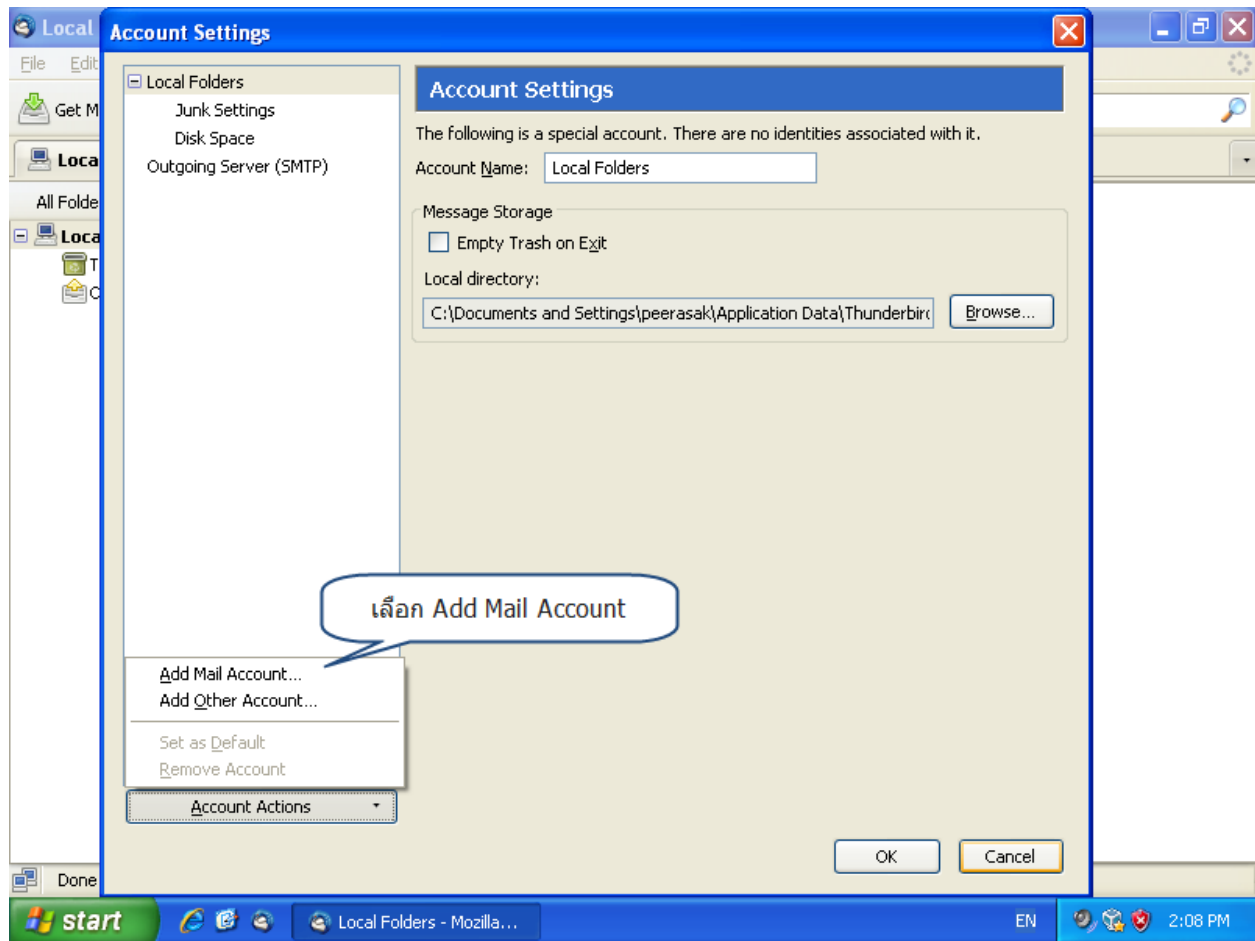 Local
Account Settings
File Edit
Get M
Local Folders
Junk Settings
Disk Space
Outgoing Server (SMTP)
Account Settings
The following is a special account. There are no identities associated with it.
Account Name: Local Folders
Message Storage
Empty Trash on Exit
Local directory:
C:\Documents and Settings\peerasak\Application Data\Thunderbir
Browse...
Loca
All Folde
Loca
T
เลือก Add Mail Account
Add Mail Account...
Add Other Account...
Set as Default
Remove Account
Account Actions
OK Cancel
Done
start
Local Folders - Mozilla...
EN
2:08 PM